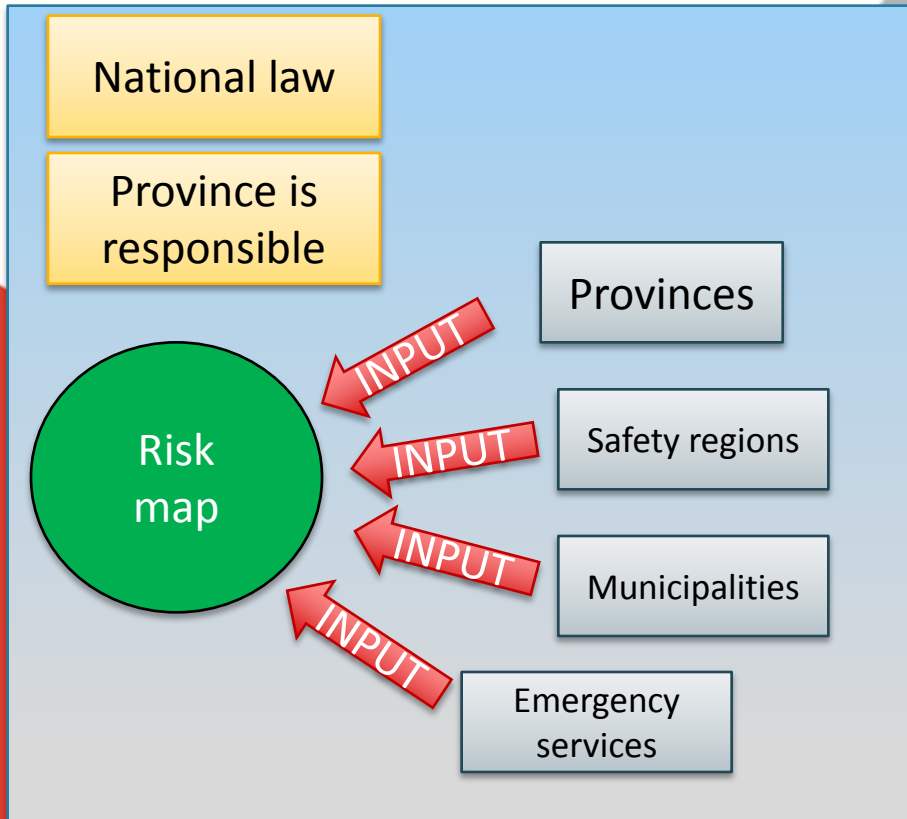 National law
Province is
responsible
Provinces
INPUT
Risk
map
INPUT
Safety regions
INPUT
Municipalities
INPUT
Emergency
services